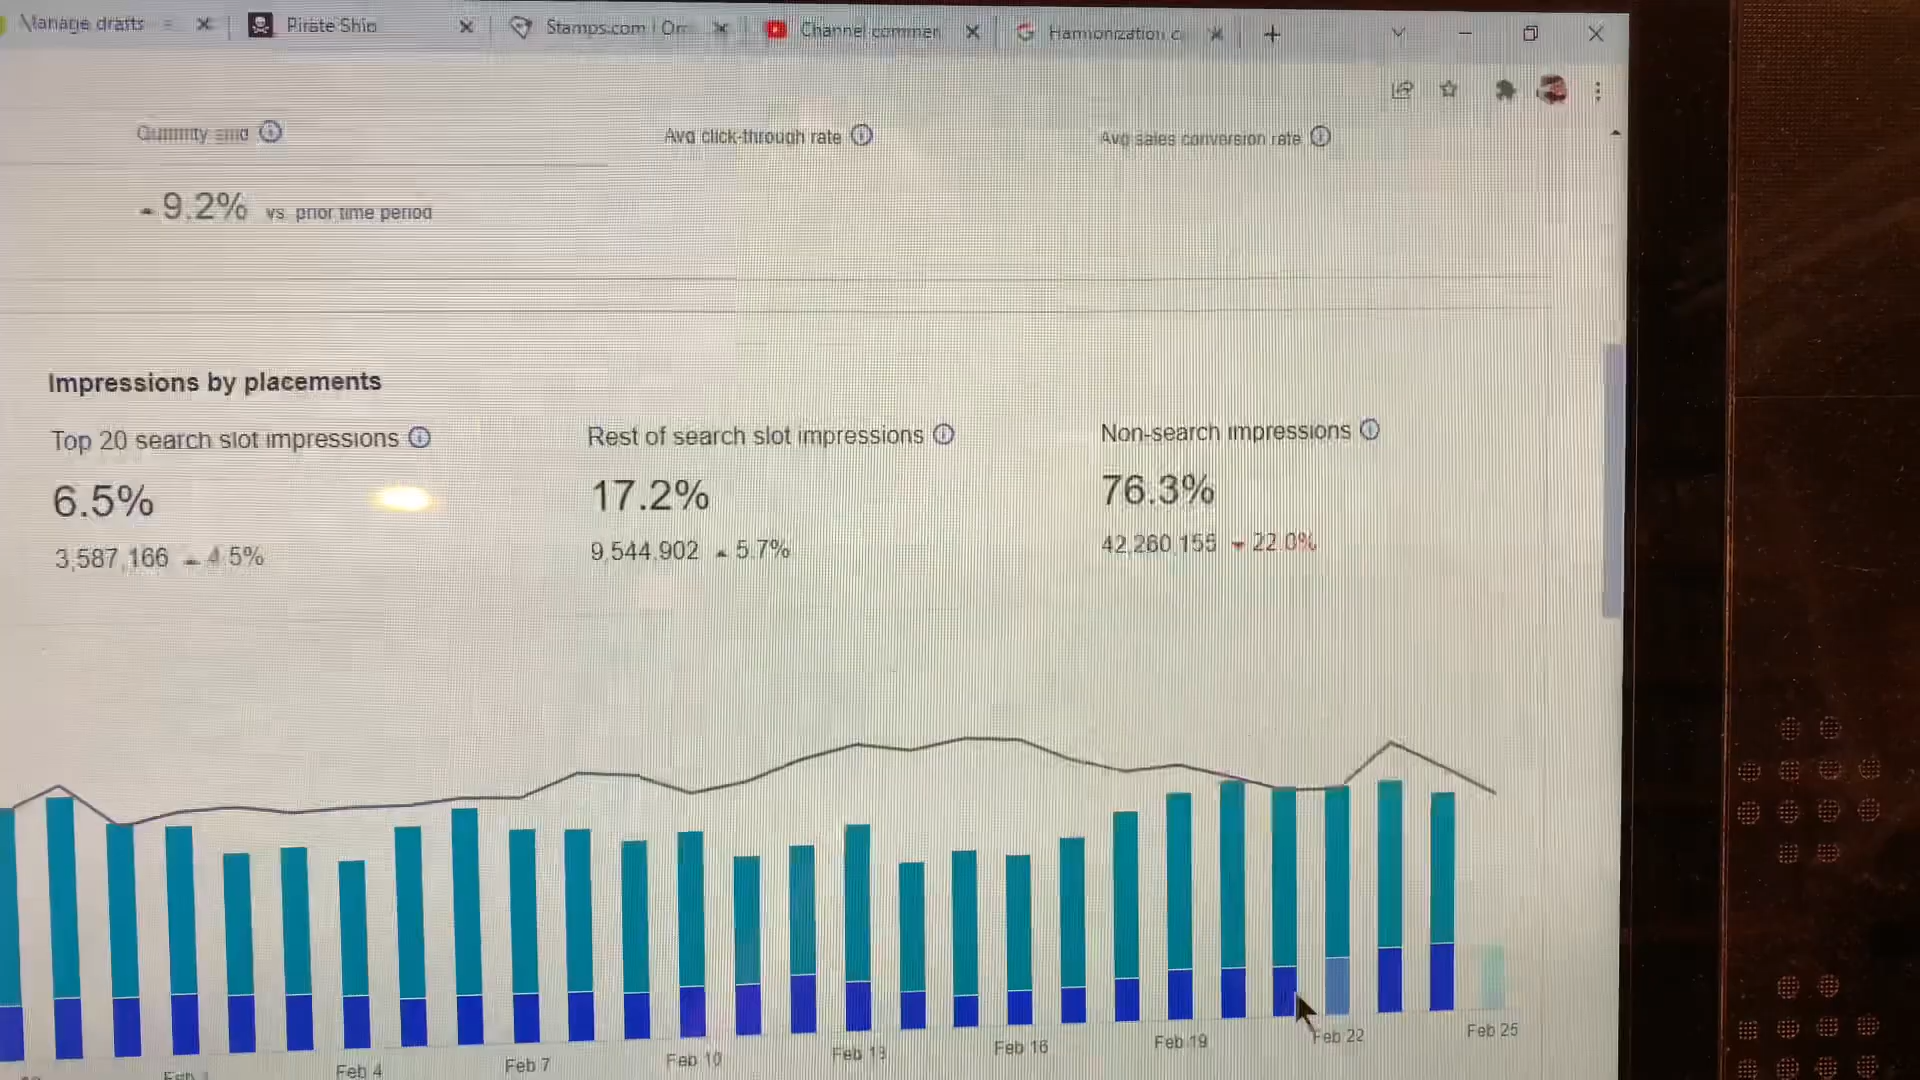 Manage drafts
Pirate Ship
Stamps.com | Or
Channel commen
Harmonization c
Quantity sold
Avg click-through rate
Avg sales conversion rate
9.2% vs prior time period
Impressions by placements
Top 20 search slot impressions
Rest of search slot impressions
Non-search impressions
6.5%
17.2%
76.3%
3,587,166 4.5%
9,544,902 5.7%
42,260,155 22.0%
Feb 4
Feb 7
Feb 10
Feb 13
Feb 16
Feb 19
Feb 22
Feb 25